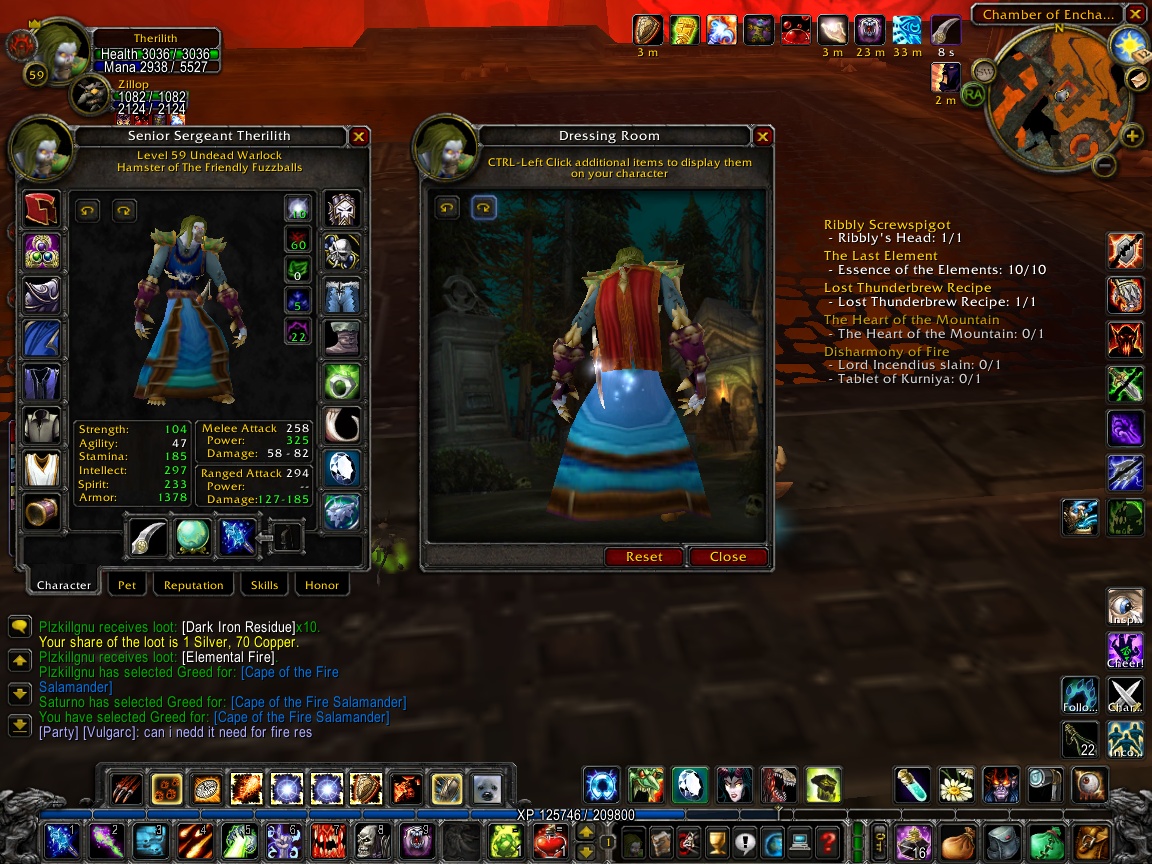 Therilith
Health 3036 / 3036
Mana 2938 / 5527
59
Zillop
1082 / 1082
2124 / 2124
3 m
3 m
23 m
33 m
8 s
2 m
Chamber of Encha...
N
SW
RA
Senior Sergeant Therilith
Level 59 Undead Warlock
Hamster of The Friendly Fuzzballs
10
60
0
5
22
Strength: 104
Agility: 47
Stamina: 185
Intellect: 297
Spirit: 233
Armor: 1378
Melee Attack 258
Power: 325
Damage: 58 - 82
Ranged Attack 294
Power: --
Damage: 127-185
Character
Pet
Reputation
Skills
Honor
Dressing Room
CTRL-Left Click additional items to display them
on your character
Reset
Close
Ribbly Screwspigot
- Ribbly's Head: 1/1
The Last Element
- Essence of the Elements: 10/10
Lost Thunderbrew Recipe
- Lost Thunderbrew Recipe: 1/1
The Heart of the Mountain
- The Heart of the Mountain: 0/1
Disharmony of Fire
- Lord Incendius slain: 0/1
- Tablet of Kurniya: 0/1
Insp..
Cheer!
Follo...
Char...
22
Plzkillgnu receives loot: [Dark Iron Residue]x10.
Your share of the loot is 1 Silver, 70 Copper.
Plzkillgnu receives loot: [Elemental Fire].
Plzkillgnu has selected Greed for: [Cape of the Fire
Salamander]
Saturno has selected Greed for: [Cape of the Fire Salamander]
You have selected Greed for: [Cape of the Fire Salamander]
[Party] [Vulgarc]: can i nedd it need for fire res
XP 125746 / 209800
1
2
3
4
5
6
7
8
9
1
16